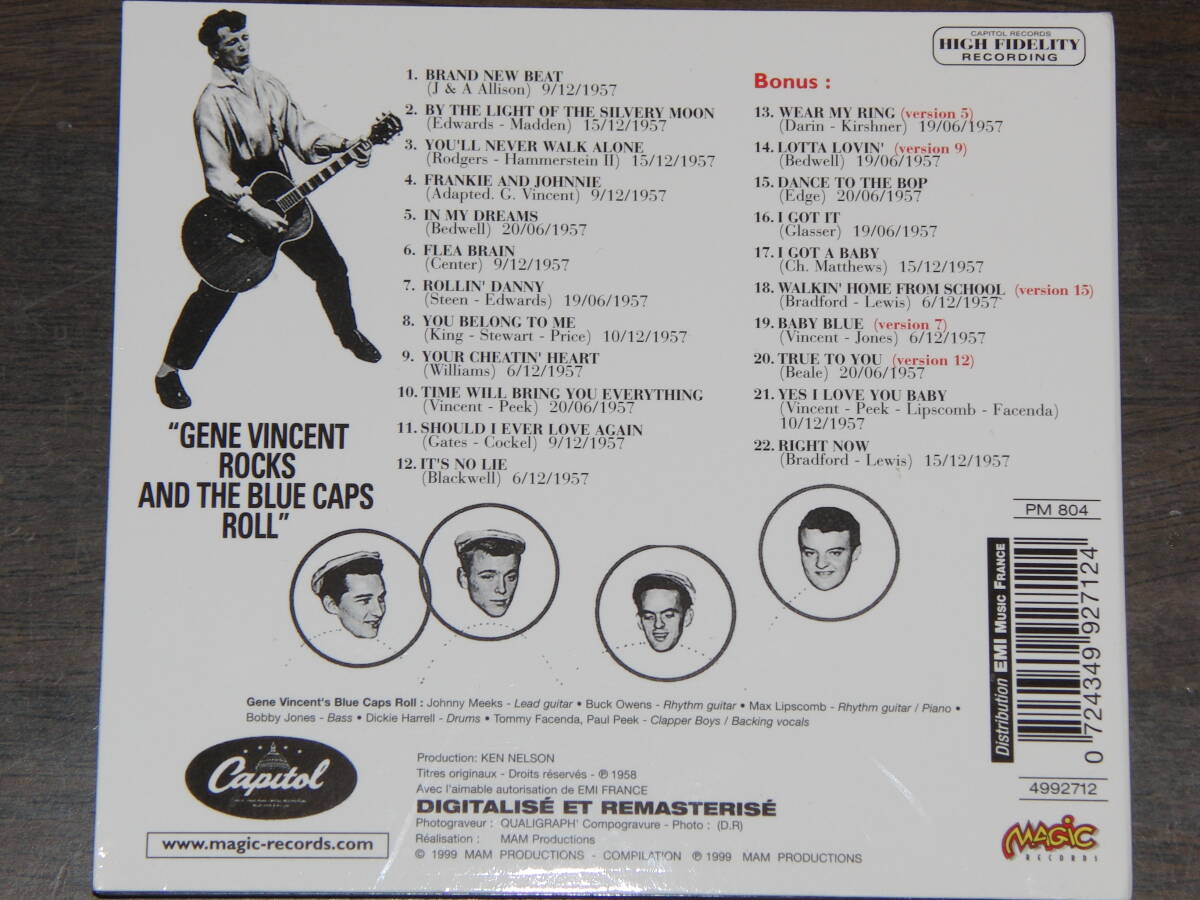 CAPITOL RECORDS
HIGH FIDELITY
RECORDING
1. BRAND NEW BEAT
(J & A Allison) 9/12/1957
2. BY THE LIGHT OF THE SILVERY MOON
(Edwards - Madden) 15/12/1957
3. YOU'LL NEVER WALK ALONE
(Rodgers - Hammerstein II) 15/12/1957
4. FRANKIE AND JOHNNIE
(Adapted. G. Vincent) 9/12/1957
5. IN MY DREAMS
(Bedwell) 20/06/1957
6. FLEA BRAIN
(Center) 9/12/1957
7. ROLLIN' DANNY
(Steen - Edwards) 19/06/1957
8. YOU BELONG TO ME
(King - Stewart - Price) 10/12/1957
9. YOUR CHEATIN' HEART
(Williams) 6/12/1957
10. TIME WILL BRING YOU EVERYTHING
(Vincent - Peek) 20/06/1957
11. SHOULD I EVER LOVE AGAIN
(Gates - Cockel) 9/12/1957
12. IT'S NO LIE
(Blackwell) 6/12/1957
Bonus :
13. WEAR MY RING (version 5)
(Darin - Kirshner) 19/06/1957
14. LOTTA LOVIN' (version 9)
(Bedwell) 19/06/1957
15. DANCE TO THE BOP
(Edge) 20/06/1957
16. I GOT IT
(Glasser) 19/06/1957
17. I GOT A BABY
(Ch. Matthews) 15/12/1957
18. WALKIN' HOME FROM SCHOOL (version 15)
(Bradford - Lewis) 6/12/1957
19. BABY BLUE (version 7)
(Vincent - Jones) 6/12/1957
20. TRUE TO YOU (version 12)
(Beale) 20/06/1957
21. YES I LOVE YOU BABY
(Vincent - Peek - Lipscomb - Facenda)
10/12/1957
22. RIGHT NOW
(Bradford - Lewis) 15/12/1957
"GENE VINCENT
ROCKS
AND THE BLUE CAPS
ROLL"
PM 804
Distribution EMI MUSIC FRANCE
0 724349 927124
4992712
Gene Vincent's Blue Caps Roll : Johnny Meeks - Lead guitar • Buck Owens - Rhythm guitar • Max Lipscomb - Rhythm guitar / Piano •
Bobby Jones - Bass • Dickie Harrell - Drums • Tommy Facenda, Paul Peek - Clapper Boys / Backing vocals
Capitol
www.magic-records.com
Production: KEN NELSON
Titres originaux - Droits réservés - ℗ 1958
Avec l'aimable autorisation de EMI FRANCE
DIGITALISÉ ET REMASTERISÉ
Photograveur : QUALIGRAPH' Compogravure - Photo : (D.R)
Réalisation : MAM Productions
© 1999 MAM PRODUCTIONS - COMPILATION ℗ 1999 MAM PRODUCTIONS
MAGIC
RECORDS